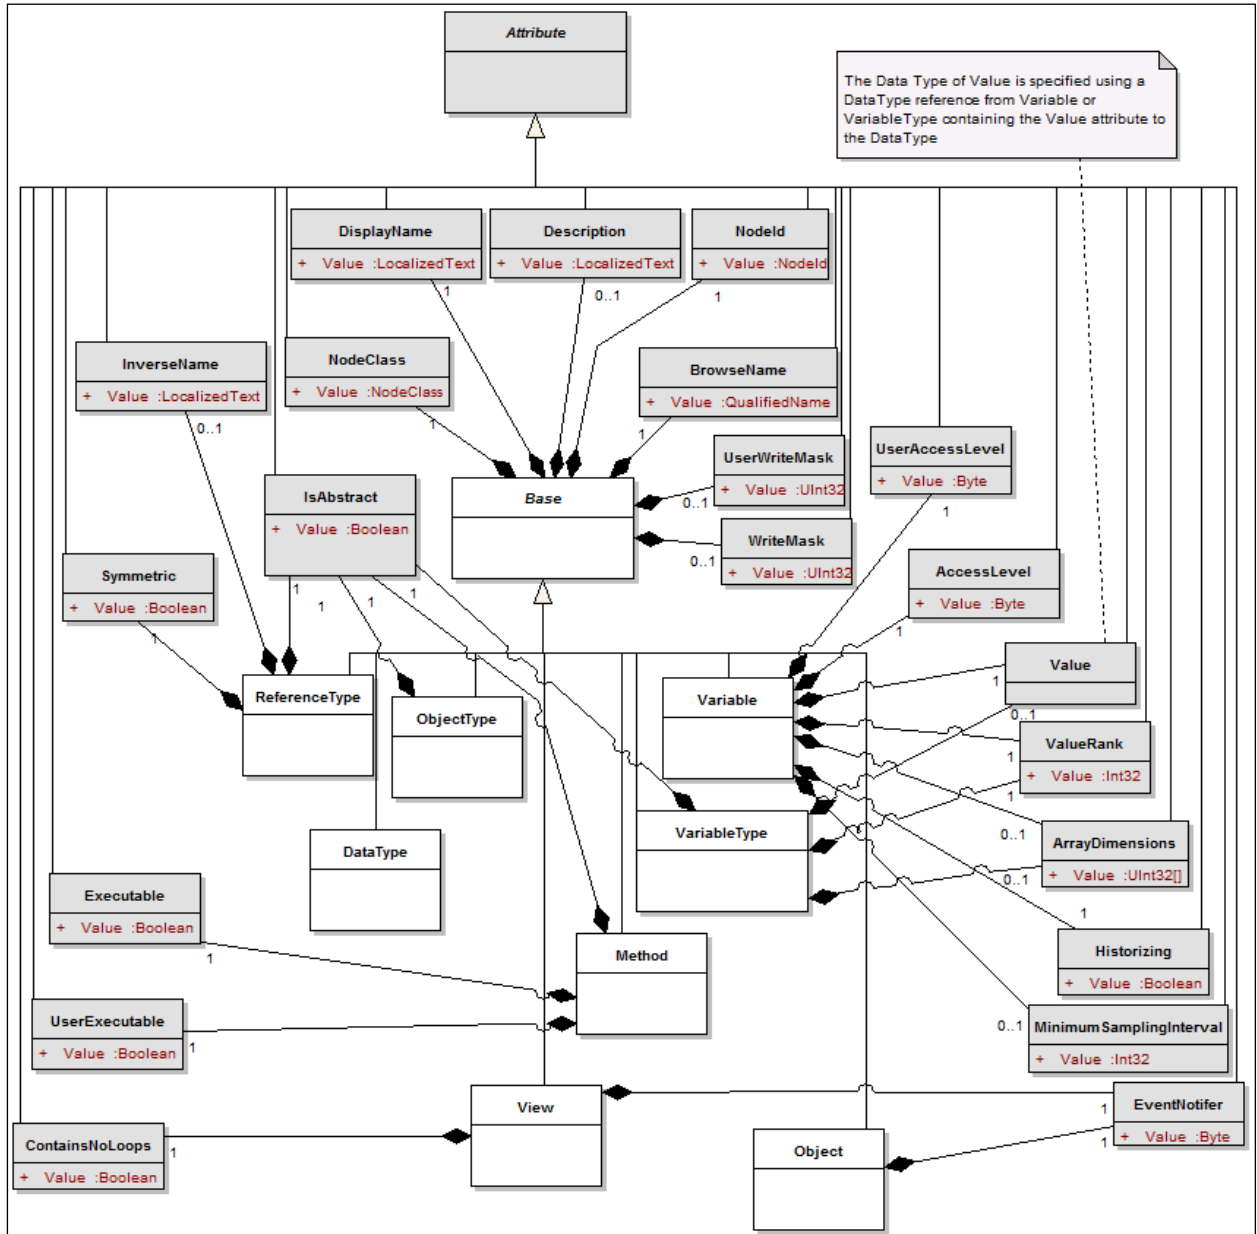 Attribute
The Data Type of Value is specified using a
DataType reference from Variable or
VariableType containing the Value attribute to
the DataType
DisplayName
+ Value :LocalizedText
1
Description
+ Value :LocalizedText
0..1
NodeId
+ Value :NodeId
1
InverseName
+ Value :LocalizedText
0..1
NodeClass
+ Value :NodeClass
1
BrowseName
+ Value :QualifiedName
1
UserWriteMask
+ Value :UInt32
0..1
UserAccessLevel
+ Value :Byte
1
IsAbstract
+ Value :Boolean
1
1
1
1
Base
WriteMask
+ Value :UInt32
0..1
Symmetric
+ Value :Boolean
1
AccessLevel
+ Value :Byte
1
ReferenceType
ObjectType
Variable
Value
1
0..1
ValueRank
+ Value :Int32
1
1
VariableType
DataType
ArrayDimensions
+ Value :UInt32[]
0..1
0..1
Executable
+ Value :Boolean
1
Method
1
Historizing
+ Value :Boolean
UserExecutable
+ Value :Boolean
1
0..1
MinimumSamplingInterval
+ Value :Int32
View
EventNotifer
+ Value :Byte
1
1
ContainsNoLoops
+ Value :Boolean
1
Object